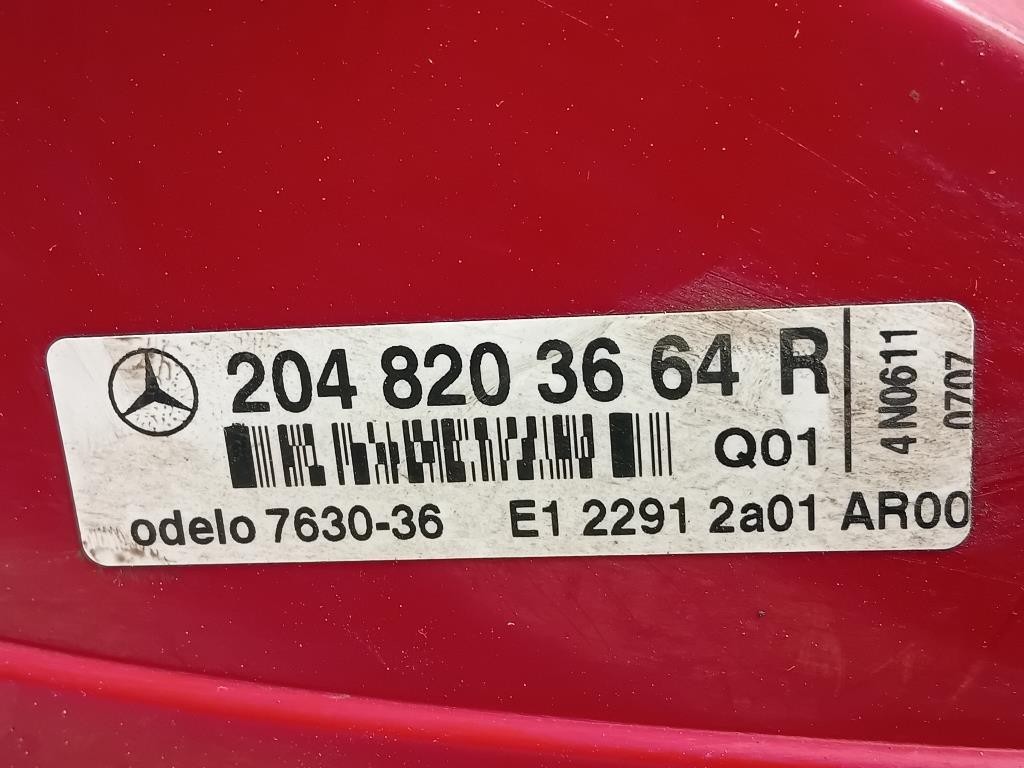 204 820 36 64 R
Q01
odelo 7630-36 E1 2291 2a01 AR00
4N0611
0707